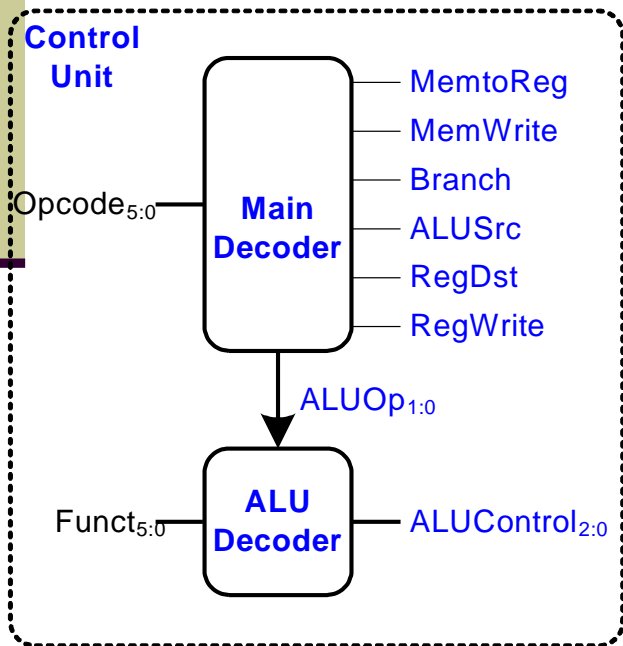 Control
Unit
MemtoReg
MemWrite
Branch
Opcode5:0
Main
Decoder
ALUSrc
RegDst
RegWrite
ALUOp1:0
Funct5:0
ALU
Decoder
ALUControl2:0